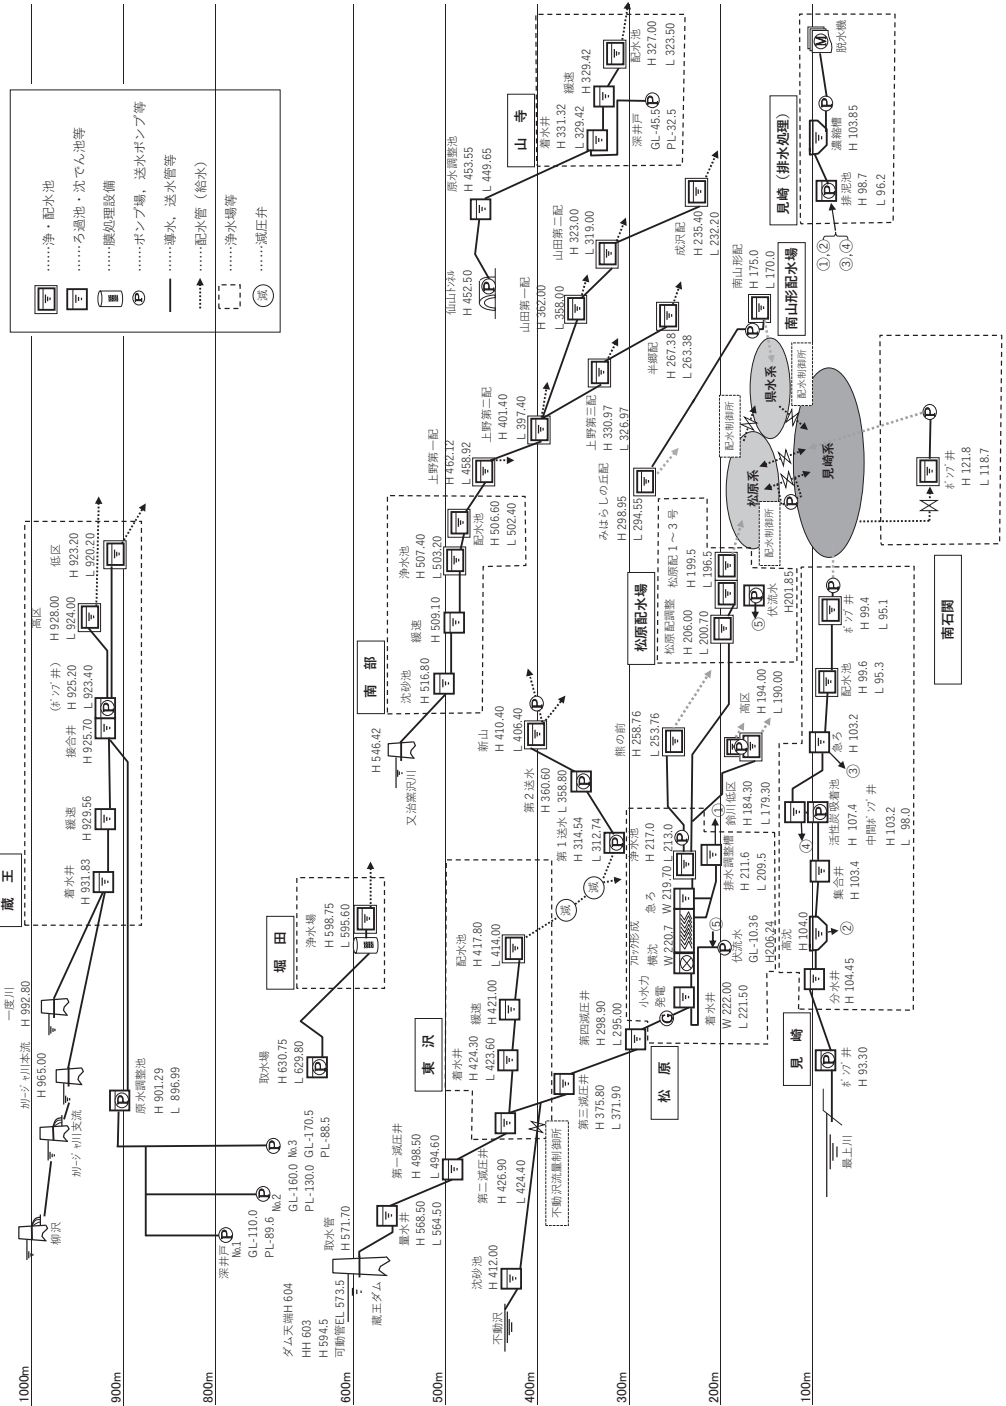 1000m
900m
800m
600m
500m
400m
300m
200m
100m
……浄・配水池
……ろ過池・沈でん池等
……膜処理設備
……ポンプ場，送水ポンプ等
……導水，送水管等
……配水管（給水）
……浄水場等
……減圧弁
減
蔵　王
一度川
H 992.80
H 965.00
柳沢
着水井
H 931.83
緩速
H 929.56
接合井
H 925.70
(ﾎﾟﾝﾌﾟ井)
H 925.20
L 923.40
高区
H 928.00
L 924.00
低区
H 923.20
L 920.20
原水調整池
H 901.29
L 896.99
深井戸
№1
GL-110.0
PL-89.6
№2
GL-160.0
PL-130.0
№3
GL-170.5
PL-88.5
堀　田
取水場
H 630.75
L 629.80
浄水場
H 598.75
L 595.60
ダム天端H 604
HH 603
H 594.5
可動管EL 573.5
蔵王ダム
取水管
H 571.70
量水井
H 568.50
L 564.50
第一減圧井
H 498.50
L 494.60
第二減圧井
H 426.90
L 424.40
第三減圧井
H 375.80
L 371.90
第四減圧井
H 298.90
L 295.00
不動沢
沈砂池
H 412.00
不動沢流量制御所
東　沢
着水井
H 424.30
L 423.60
緩速
H 421.00
配水池
H 417.80
L 414.00
減
減
第１送水
H 314.54
L 312.74
第２送水
H 360.60
L 358.80
新山
H 410.40
L 406.40
南　部
H 546.42
又治窯沢川
沈砂池
H 516.80
緩速
H 509.10
浄水池
H 507.40
L 503.20
配水池
H 506.60
L 502.40
上野第一配
H 462.12
L 458.92
上野第二配
H 401.40
L 397.40
上野第三配
H 330.97
L 326.97
半郷配
H 267.38
L 263.38
山田第一配
H 362.00
L 358.00
山田第二配
H 323.00
L 319.00
成沢配
H 235.40
L 232.20
仙山ﾄﾝﾈﾙ
H 452.50
原水調整池
H 453.55
L 449.65
山　寺
着水井
H 331.32
L 329.42
緩速
H 329.42
配水池
H 327.00
L 323.50
深井戸
GL-45.5
PL-32.5
松　原
小水力
発電
着水井
W 222.00
L 221.50
ﾌﾛｯｸ形成
横沈
W 220.7
急ろ
W 219.70
浄水池
H 217.0
L 213.0
伏流水
GL-10.36
H206.24
⑤
排水調整槽
H 211.6
L 209.5
①
熊の前
H 258.76
L 253.76
鈴川低区
H 184.30
L 179.30
高区
H 194.00
L 190.00
松原配水場
松原配調整
H 206.00
L 200.70
松原配１～３号
H 199.5
L 196.5
伏流水
H201.85
⑤
みはらしの丘配
H 298.95
L 294.55
南山形配
H 175.0
L 170.0
南山形配水場
松原系
県水系
見崎系
配水制御所
配水制御所
配水制御所
見　崎
最上川
ﾎﾟﾝﾌﾟ井
H 93.30
分水井
H 104.45
高沈
H 104.0
②
集合井
H 103.4
活性炭吸着池
H 107.4
中間ﾎﾟﾝﾌﾟ井
H 103.2
L 98.0
④
急ろ
H 103.2
③
配水池
H 99.6
L 95.3
ﾎﾟﾝﾌﾟ井
H 99.4
L 95.1
南石関
ﾎﾟﾝﾌﾟ井
H 121.8
L 118.7
見崎（排水処理）
①,②
③,④
排泥池
H 98.7
L 96.2
濃縮槽
H 103.85
脱水機